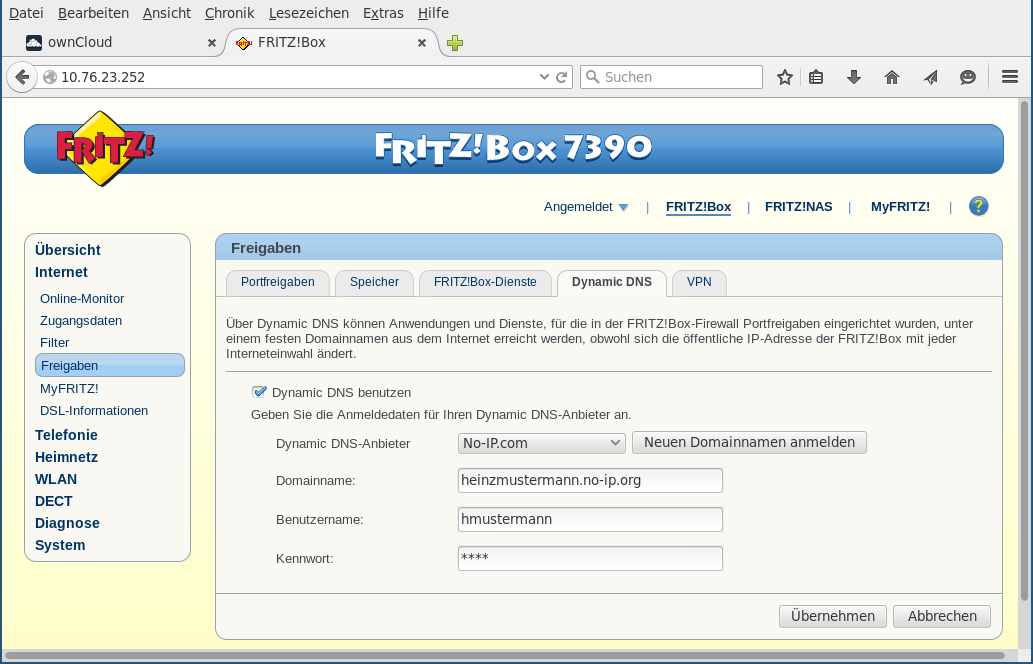 Datei Bearbeiten Ansicht Chronik Lesezeichen Extras Hilfe
ownCloud FRITZ!Box
10.76.23.252 Suchen
FRITZ! FRITZ!Box 7390
Angemeldet | FRITZ!Box | FRITZ!NAS | MyFRITZ! | ?
Übersicht
Internet
Online-Monitor
Zugangsdaten
Filter
Freigaben
MyFRITZ!
DSL-Informationen
Telefonie
Heimnetz
WLAN
DECT
Diagnose
System
Freigaben
Portfreigaben Speicher FRITZ!Box-Dienste Dynamic DNS VPN
Über Dynamic DNS können Anwendungen und Dienste, für die in der FRITZ!Box-Firewall Portfreigaben eingerichtet wurden, unter
einem festen Domainnamen aus dem Internet erreicht werden, obwohl sich die öffentliche IP-Adresse der FRITZ!Box mit jeder
Interneteinwahl ändert.
Dynamic DNS benutzen
Geben Sie die Anmeldedaten für Ihren Dynamic DNS-Anbieter an.
Dynamic DNS-Anbieter No-IP.com Neuen Domainnamen anmelden
Domainname: heinzmustermann.no-ip.org
Benutzername: hmustermann
Kennwort: ****
Übernehmen Abbrechen